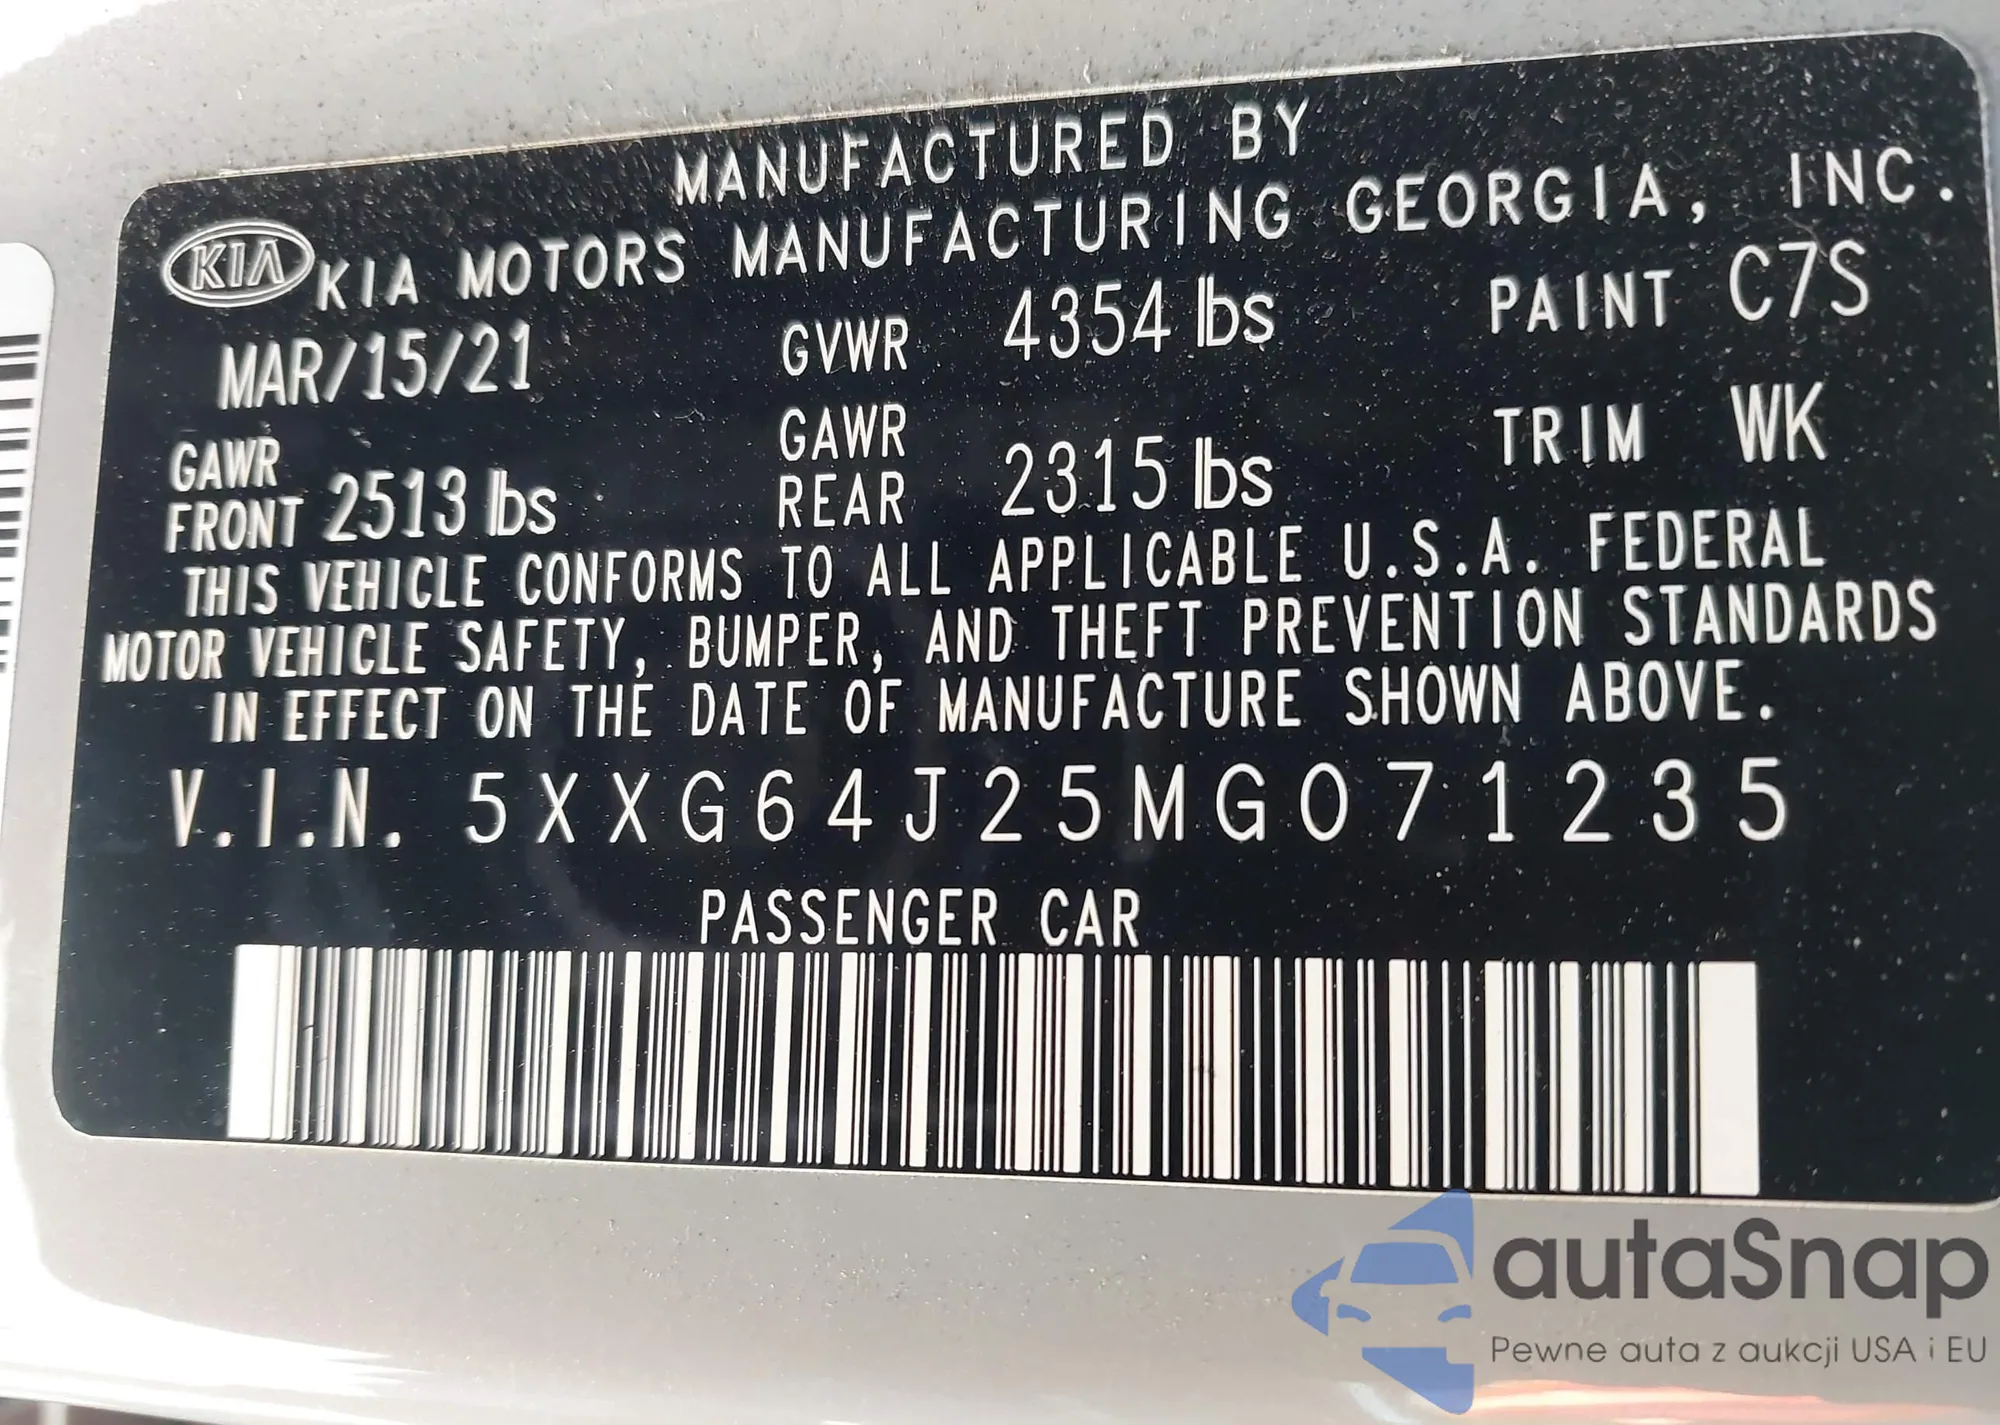 MANUFACTURED BY
KIA KIA MOTORS MANUFACTURING GEORGIA, INC.
MAR/15/21 GVWR 4354 lbs PAINT C7S
GAWR FRONT 2513 lbs GAWR REAR 2315 lbs TRIM WK
THIS VEHICLE CONFORMS TO ALL APPLICABLE U.S.A. FEDERAL
MOTOR VEHICLE SAFETY, BUMPER, AND THEFT PREVENTION STANDARDS
IN EFFECT ON THE DATE OF MANUFACTURE SHOWN ABOVE.
V.I.N. 5XXG64J25MG071235
PASSENGER CAR
autaSnap
Pewne auta z aukcji USA i EU